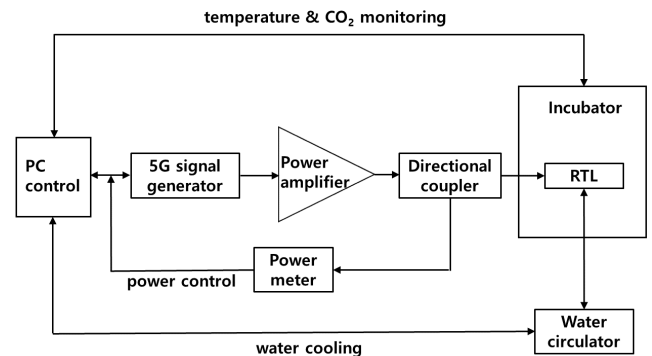 temperature & CO₂ monitoring
Incubator
PC
control
5G signal
generator
Power
amplifier
Directional
coupler
RTL
Power
meter
power control
Water
circulator
water cooling